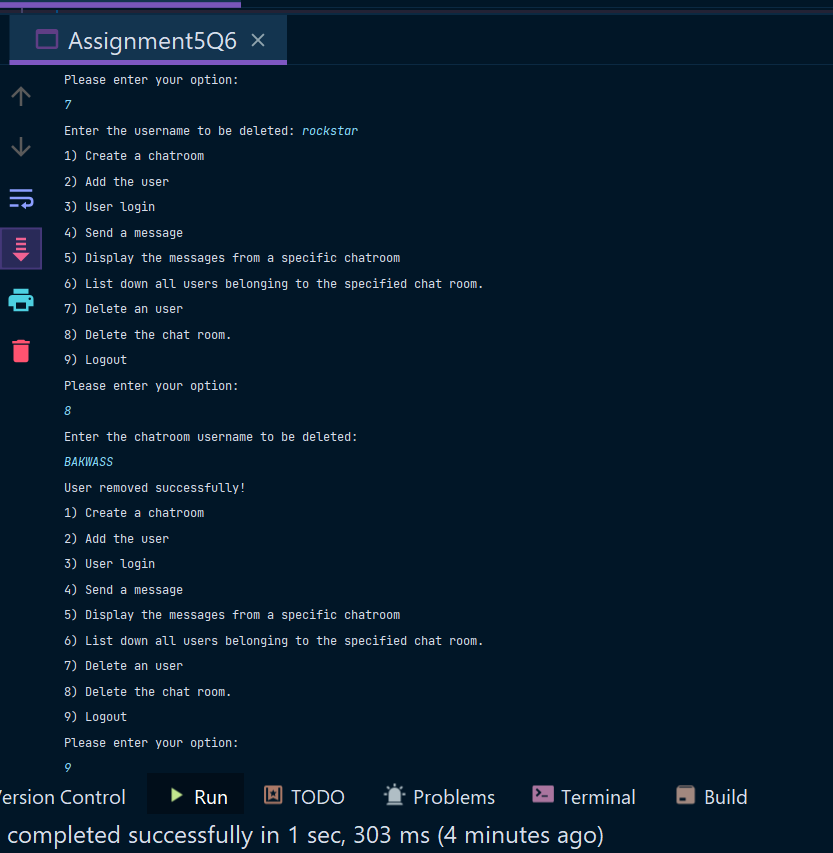 Assignment5Q6
Please enter your option:
7
Enter the username to be deleted: rockstar
1) Create a chatroom
2) Add the user
3) User login
4) Send a message
5) Display the messages from a specific chatroom
6) List down all users belonging to the specified chat room.
7) Delete an user
8) Delete the chat room.
9) Logout
Please enter your option:
8
Enter the chatroom username to be deleted:
BAKWASS
User removed successfully!
1) Create a chatroom
2) Add the user
3) User login
4) Send a message
5) Display the messages from a specific chatroom
6) List down all users belonging to the specified chat room.
7) Delete an user
8) Delete the chat room.
9) Logout
Please enter your option:
9
ersion Control Run TODO Problems Terminal Build
completed successfully in 1 sec, 303 ms (4 minutes ago)